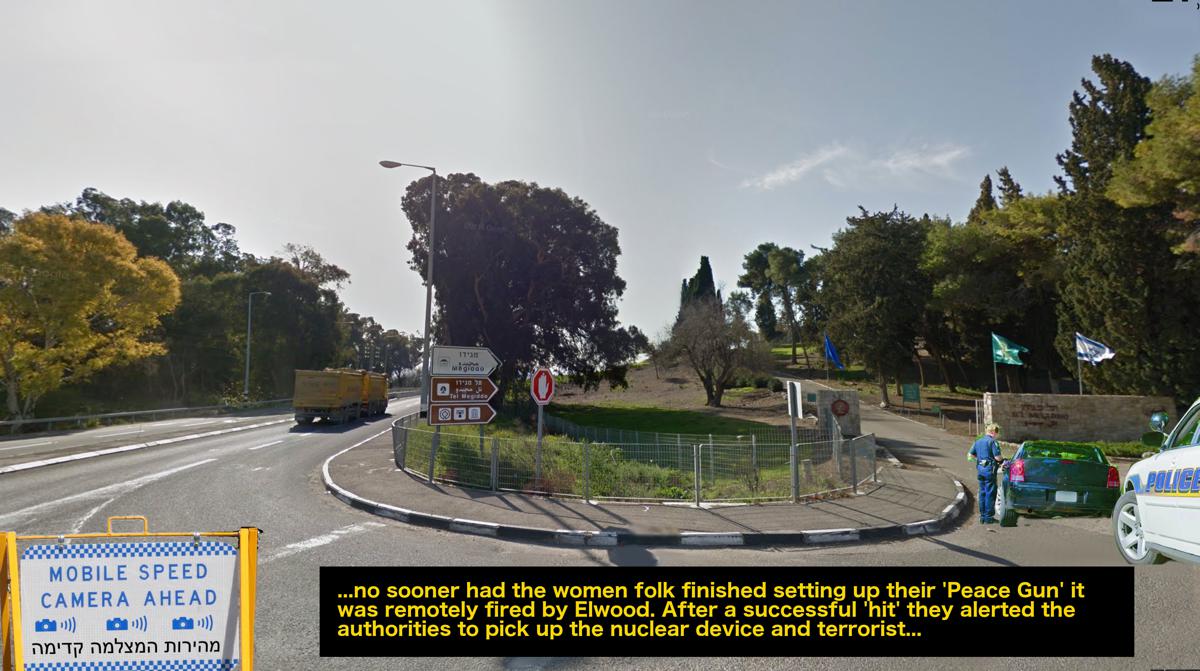 מגידו
Megiddo
תל מגידו
تل مجيدو
Tel Megiddo
POLICE
MOBILE SPEED
CAMERA AHEAD
מהירות המצלמה קדימה
...no sooner had the women folk finished setting up their 'Peace Gun' it
was remotely fired by Elwood. After a successful 'hit' they alerted the
authorities to pick up the nuclear device and terrorist...